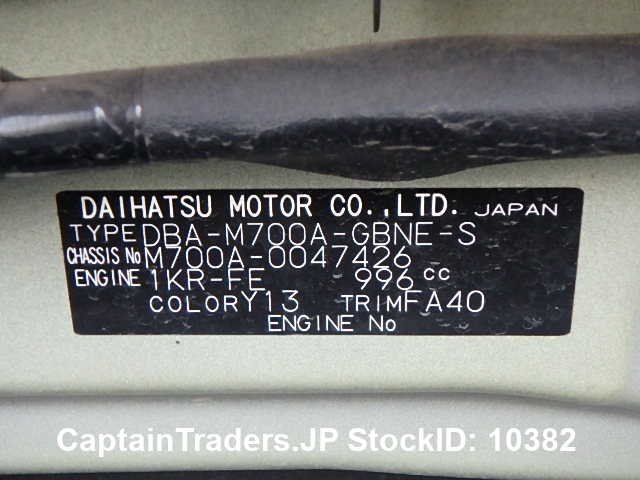 DAIHATSU MOTOR CO.,LTD. JAPAN
TYPE DBA-M700A-GBNE-S
CHASSIS No M700A-0047426
ENGINE 1KR-FE 996 CC
COLOR Y13 TRIM FA40
ENGINE No
CaptainTraders.JP StockID: 10382